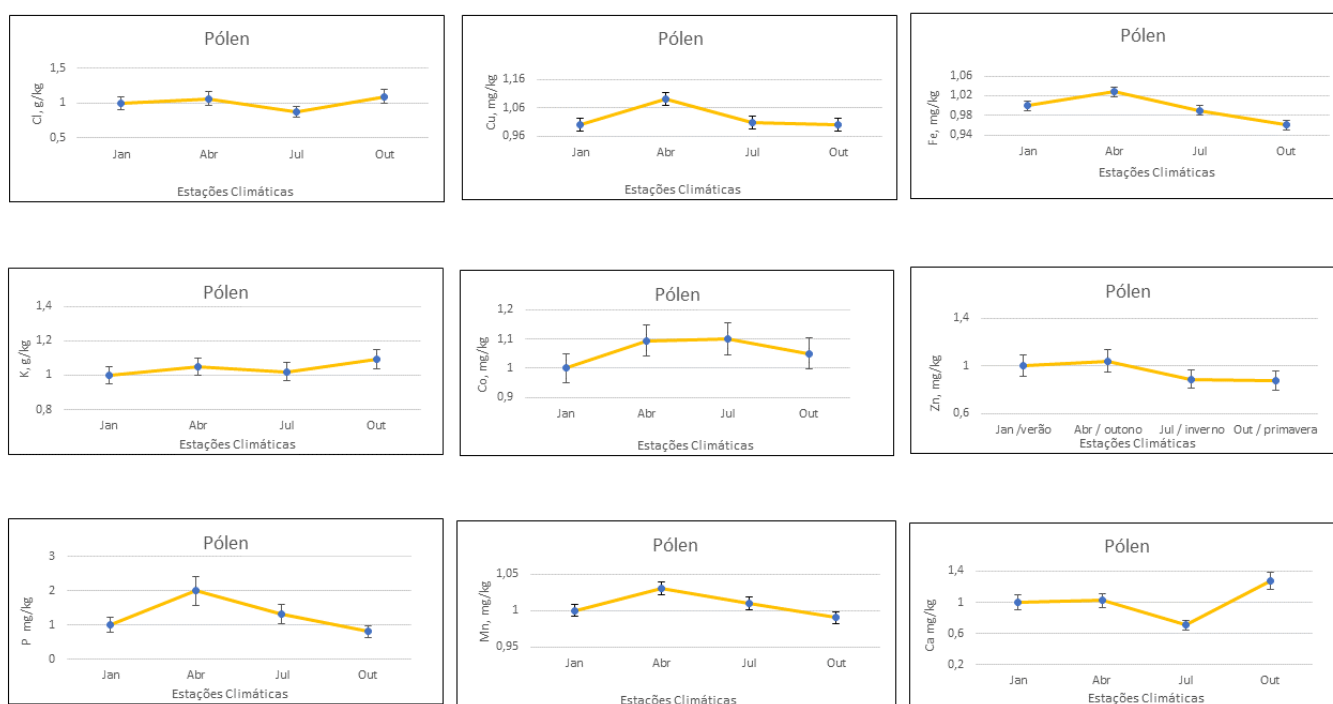 Pólen
1,5
1
0,5
Cl, g/kg
Jan Abr Jul Out
Estações Climáticas
Pólen
1,16
1,06
0,96
Cu, mg/kg
Jan Abr Jul Out
Estações Climáticas
Pólen
1,06
1,02
0,98
0,94
Fe, mg/kg
Jan Abr Jul Out
Estações Climáticas
Pólen
1,4
1,2
1
0,8
K, g/kg
Jan Abr Jul Out
Estações Climáticas
Pólen
1,2
1,1
1
0,9
Co, mg/kg
Jan Abr Jul Out
Estações Climáticas
Pólen
1,4
1
0,6
Zn, mg/kg
Jan /verão Abr / outono Jul / inverno Out / primavera
Estações Climáticas
Pólen
3
2
1
0
P mg/kg
Jan Abr Jul Out
Estações Climáticas
Pólen
1,05
1
0,95
Mn, mg/kg
Jan Abr Jul Out
Estações Climáticas
Pólen
1,4
1
0,6
0,2
Ca mg/kg
Jan Abr Jul Out
Estações Climáticas